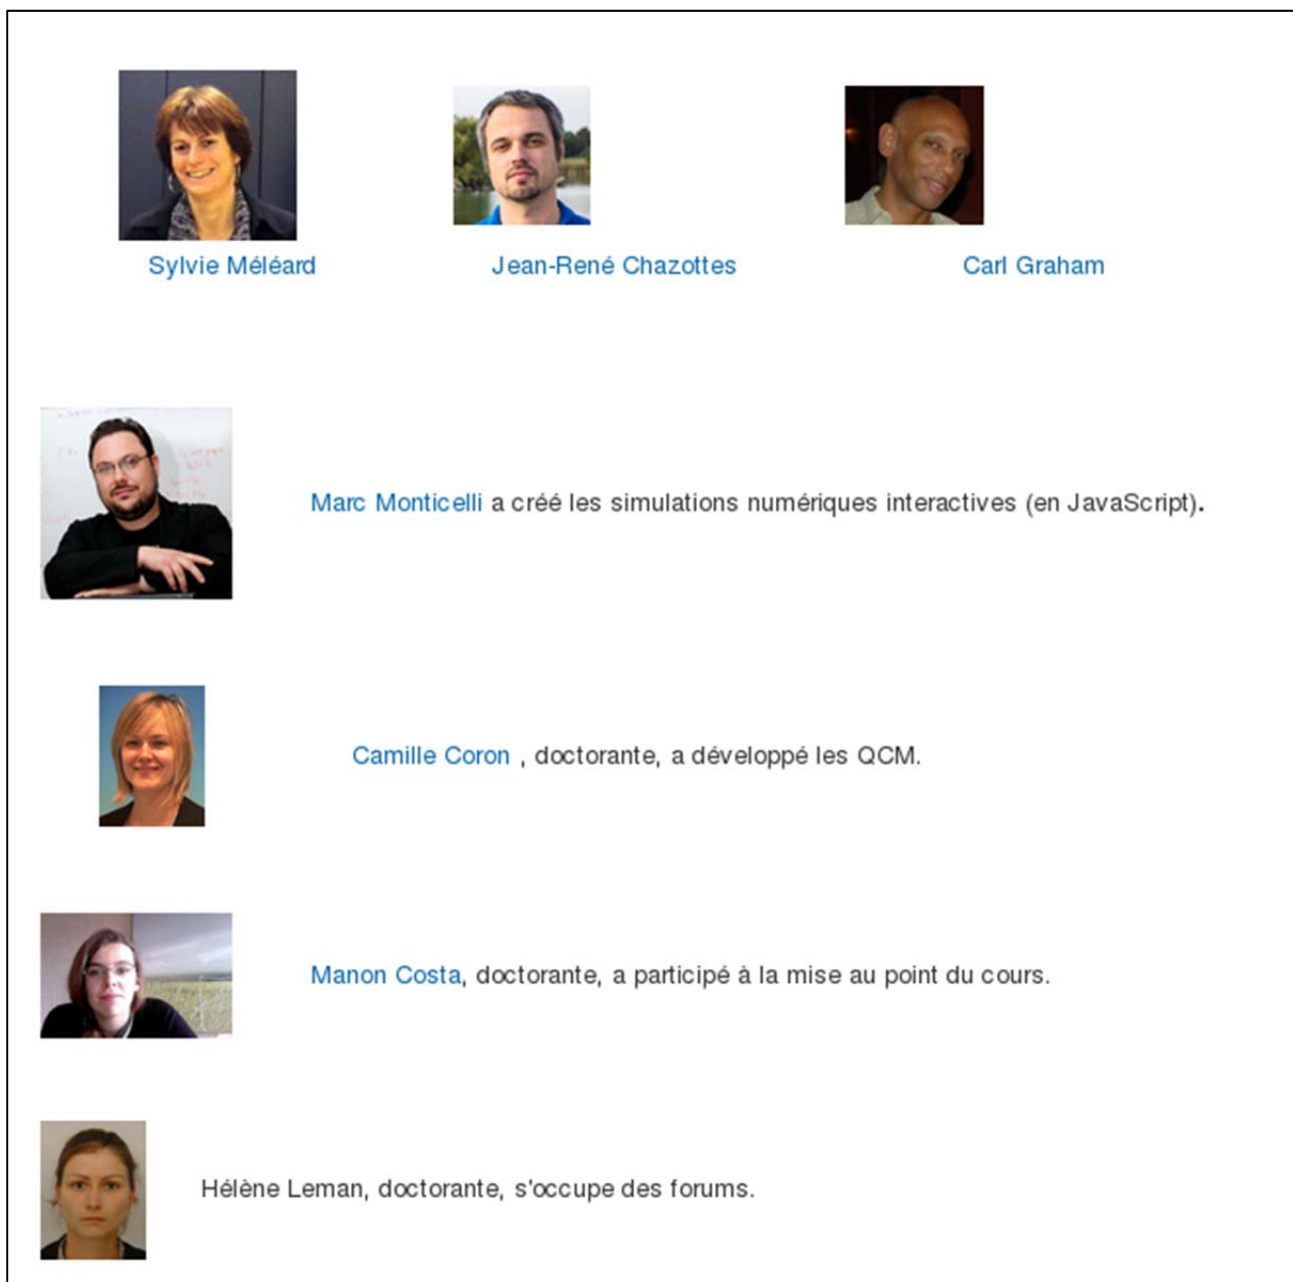 Sylvie Méléard Jean-René Chazottes Carl Graham
Marc Monticelli a créé les simulations numériques interactives (en JavaScript).
Camille Coron , doctorante, a développé les QCM.
Manon Costa, doctorante, a participé à la mise au point du cours.
Hélène Leman, doctorante, s'occupe des forums.